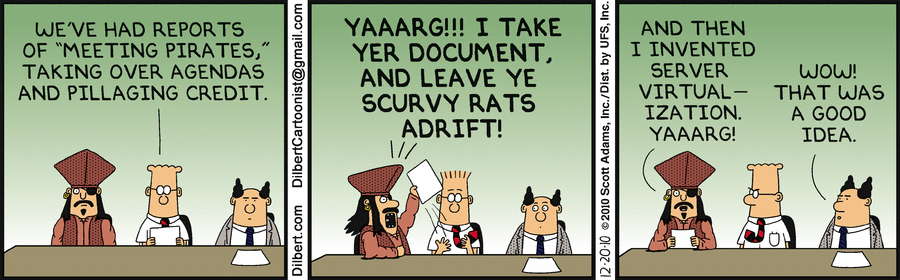 WE'VE HAD REPORTS
OF "MEETING PIRATES,"
TAKING OVER AGENDAS
AND PILLAGING CREDIT.
Dilbert.com DilbertCartoonist@gmail.com
YAAARG!!! I TAKE
YER DOCUMENT,
AND LEAVE YE
SCURVY RATS
ADRIFT!
12-20-10 © 2010 Scott Adams, Inc./Dist. by UFS, Inc.
AND THEN
I INVENTED
SERVER
VIRTUAL-
IZATION.
YAAARG!
WOW!
THAT WAS
A GOOD
IDEA.